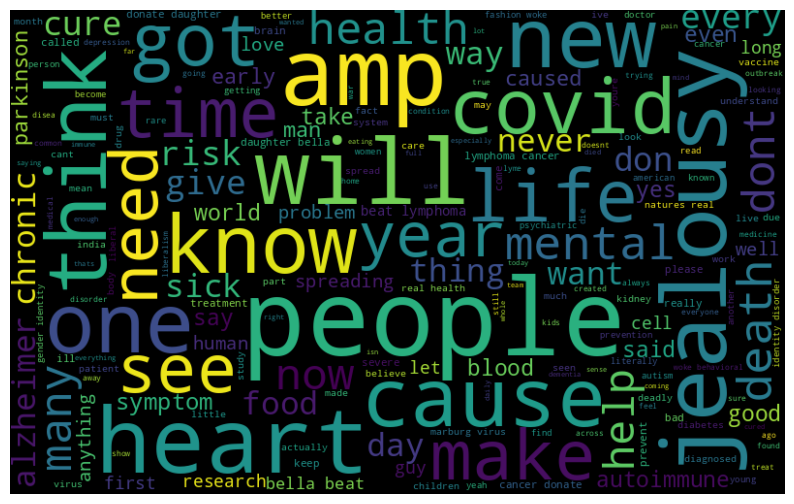 donate daughter
better
ive
doctor
fashion woke
every
month
cure
got
health
new
called
depression
brain
wanted
lot
pain
person
far
love
way
even
cancer
long
going
early
amp
covid
vaccine
become
getting
caused
true
trying
mind
outbreak
parkinson
must
time
fact
system
condition
may
looking
think
drug
rare
take
man
never
look
understand
disea
common
immune
daughter bella
eating
women
care
especially
doesnt
died
read
dont
saying
cant
risk
will
lymphoma cancer
don
american
known
mean
spread
home
full
lyme
need
give
use
come
yes
natures real
medical
enough
world
problem
beat lymphoma
life
psychiatric
die
live
due
chronic
india
know
year
mental
medicine
thats
thing
always
please
work
well
sick
part
spreading
want
today
disorder
real health
much
created
kidney
really
everyone
gender identity
treatment
one
say
right
people
team
still
whole
kids
cell
prevention
another
jealousy
death
identity disorder
human
study
isn
said
literally
woke behavioral
ill
everything
see
now
severe
let
blood
seen
autism
coming
patient
away
believe
dementia
daily
sense
deadly
sure
alzheimer
many
symptom
food
made
cause
help
feel
good
anything
little
heart
day
marburg virus
find
across
bad
diabetes
ago
prevent
found
actually
keep
guy
make
diagnosed
virus
show
first
research
bella beat
children
yeah
cancer donate
autoimmune
young
treat